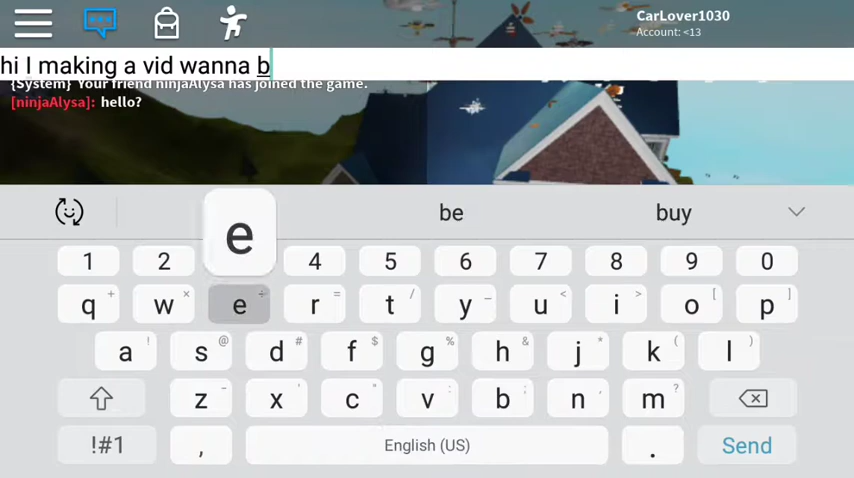 CarLover1030
Account: <13
hi I making a vid wanna b
{System} Your friend ninjaAlysa has joined the game.
[ninjaAlysa]: hello?
e be buy
1 2 4 5 6 7 8 9 0
q + w × e ÷ r = t / y _ u < i > o [ p ]
a ! s @ d # f $ g % h & j * k ( l )
z - x ' c " v : b ; n , m ?
!#1 , English (US) . Send